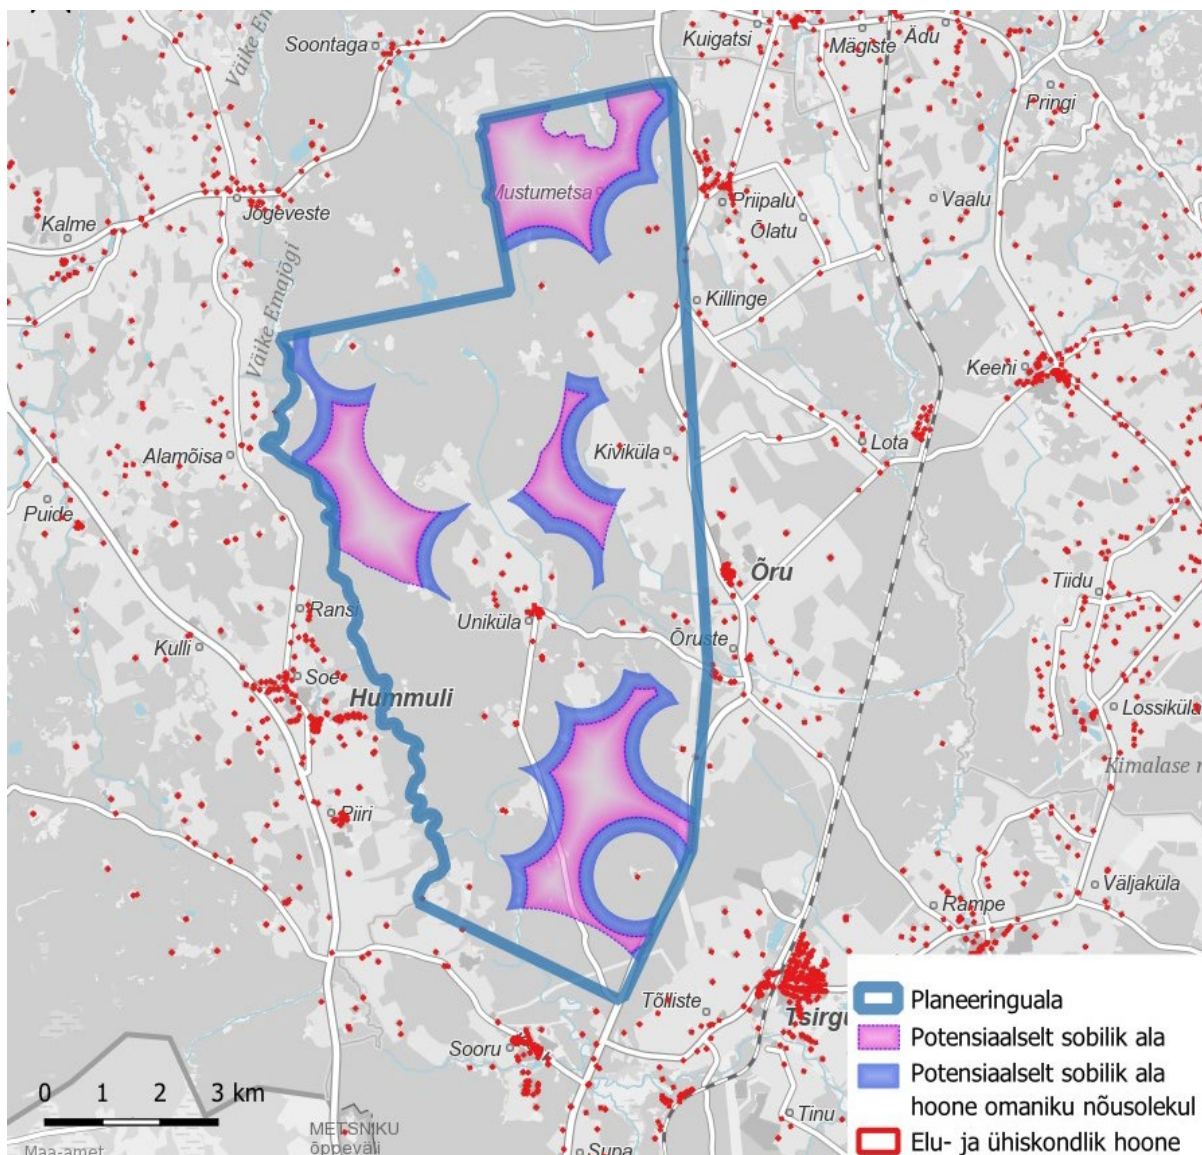 Soontaga
Kuigatsi
Mägiste
Ädu
Pringi
Mustumetsa
Priipalu
Õlatu
Vaalu
Jõgeveste
Kalme
Väike Emajõgi
Killinge
Keeni
Alamõisa
Kiviküla
Lota
Puide
Õru
Tiidu
Ransi
Uniküla
Õruste
Kulli
Soe
Hummuli
Lossiküla
Kimalase
Piiri
Väljaküla
Rampe
Tõlliste
Tsirgu
Sooru
Tinu
Supa
METSNIKU
õppeväli
Maa-amet
0 1 2 3 km
Planeeringuala
Potensiaalselt sobilik ala
Potensiaalselt sobilik ala
hoone omaniku nõusolekul
Elu- ja ühiskondlik hoone